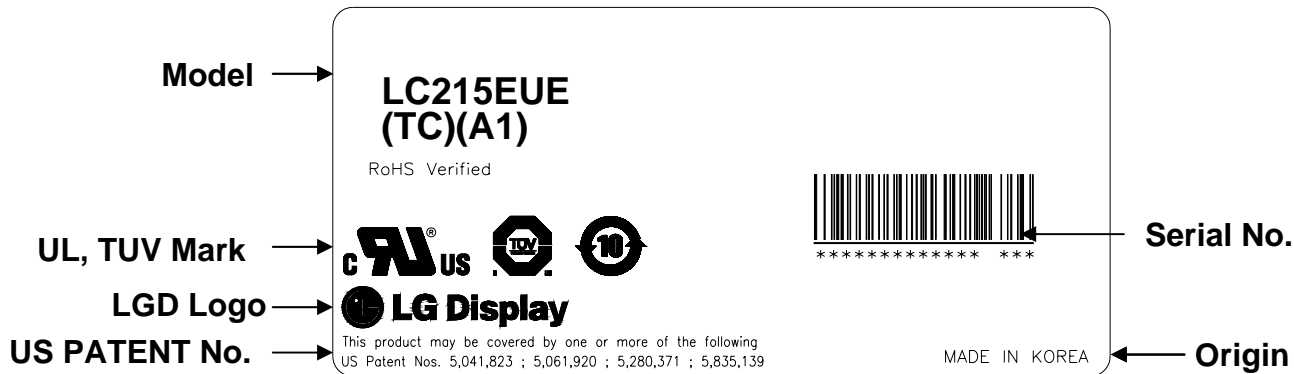 Model
LC215EUE
(TC)(A1)
RoHS Verified
UL, TUV Mark
C RU ® US
TUV
10
************* ***
Serial No.
LGD Logo
LG Display
US PATENT No.
This product may be covered by one or more of the following
US Patent Nos. 5,041,823 ; 5,061,920 ; 5,280,371 ; 5,835,139
MADE IN KOREA
Origin